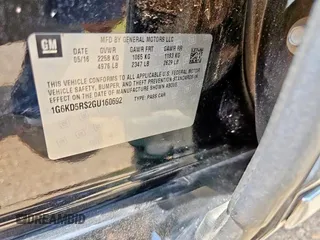 GM
MFD BY GENERAL MOTORS LLC
DATE GVWR GAWR FRT GAWR RR
05/16 2258 KG 1065 KG 1193 KG
4978 LB 2347 LB 2629 LB
THIS VEHICLE CONFORMS TO ALL APPLICABLE U.S. FEDERAL MOTOR
VEHICLE SAFETY, BUMPER, AND THEFT PREVENTION STANDARDS IN
EFFECT ON THE DATE OF MANUFACTURE SHOWN ABOVE.
1G6KD5RS2GU160692
TYPE: PASS CAR
DREAMBID